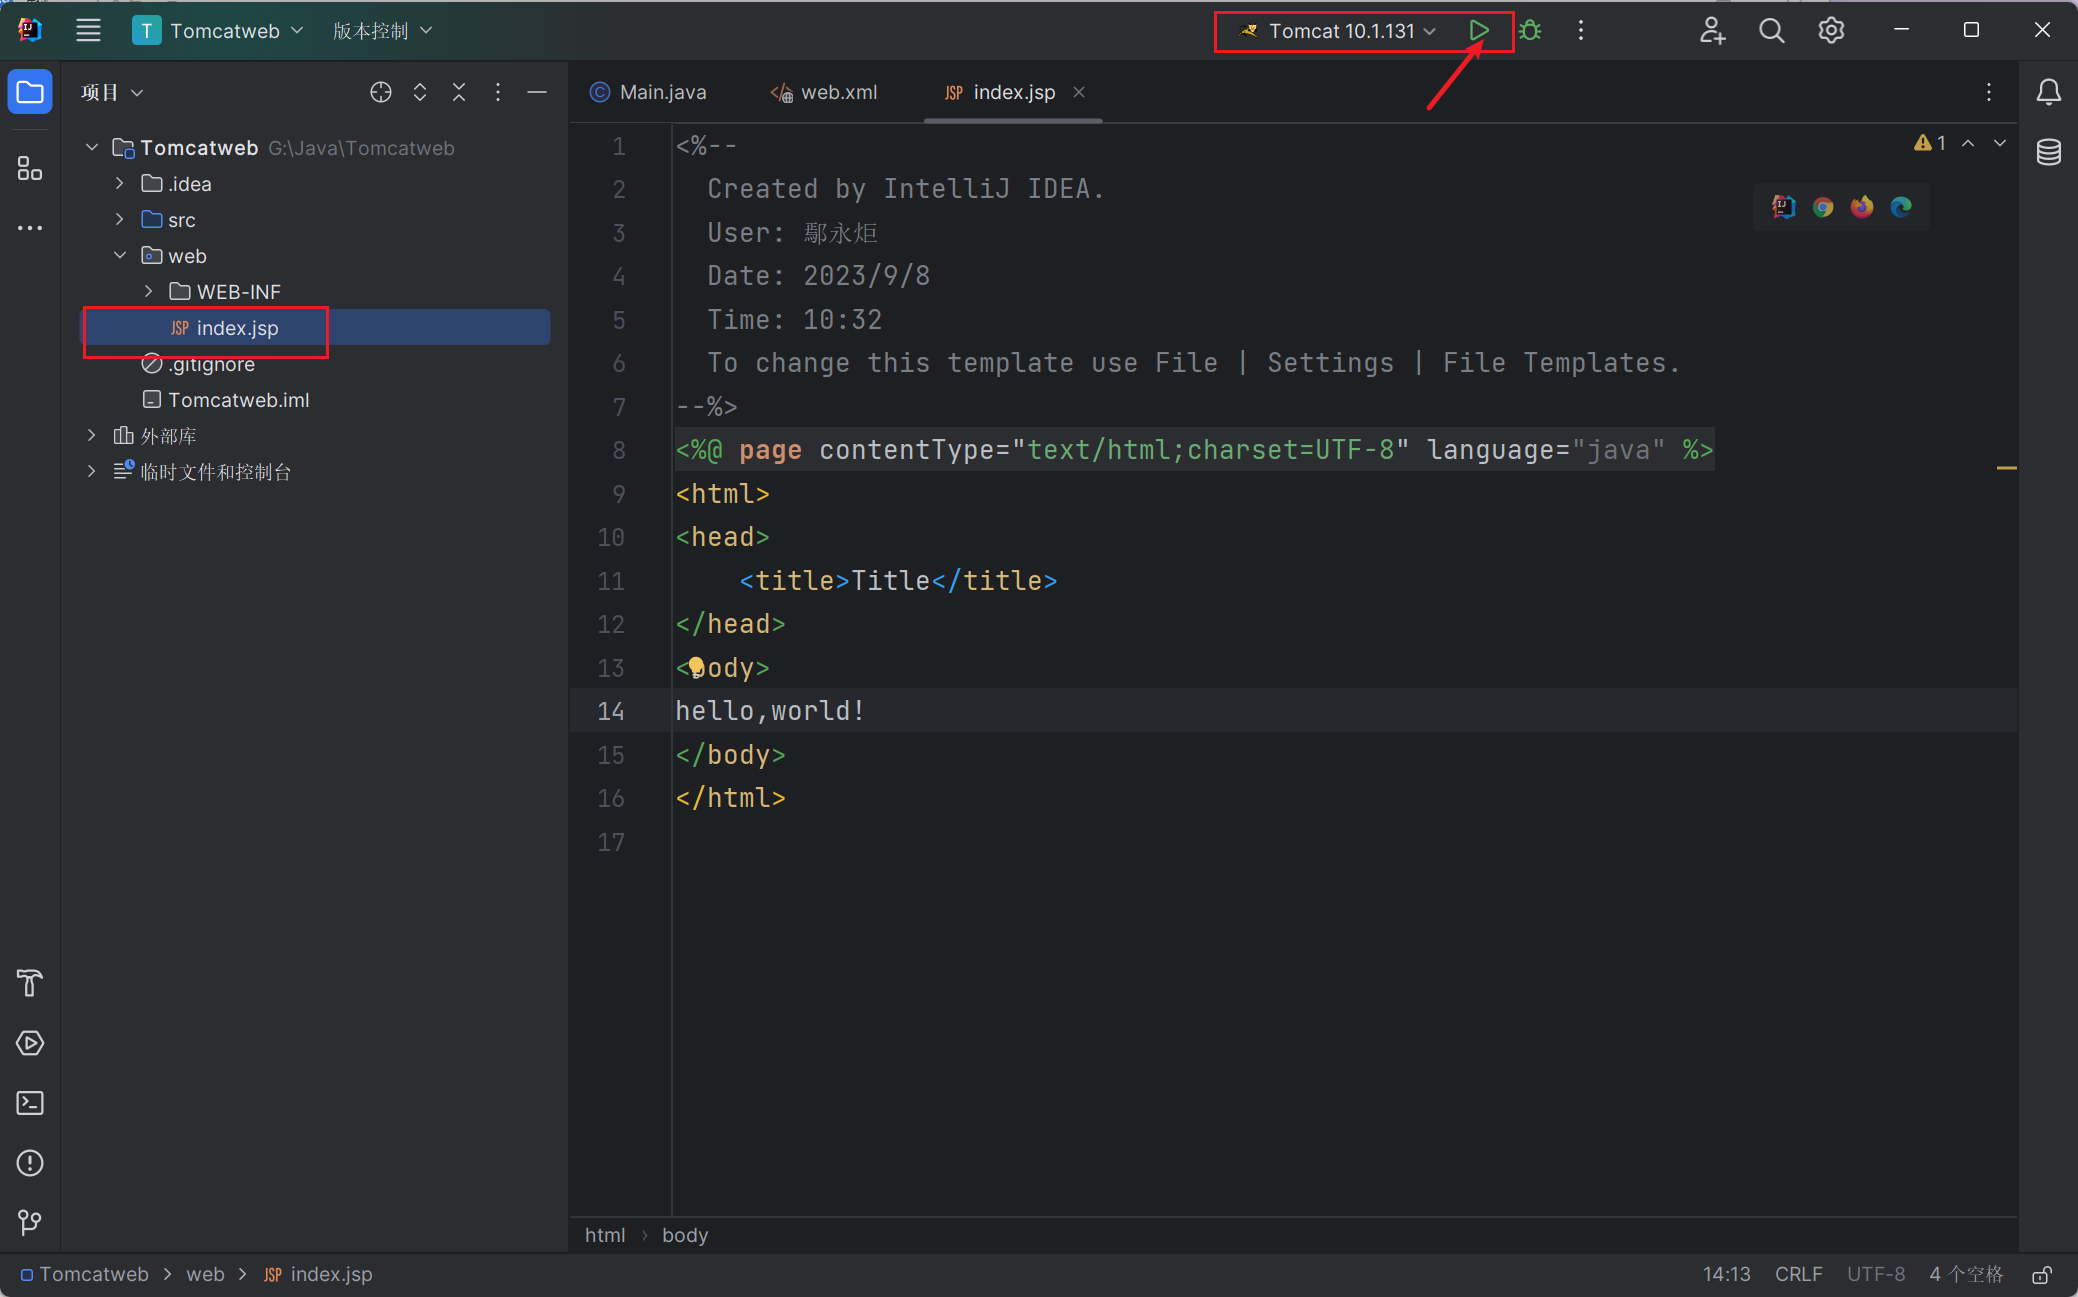 T Tomcatweb 版本控制 Tomcat 10.1.131
项目
Main.java web.xml JSP index.jsp
Tomcatweb G:\Java\Tomcatweb
.idea
src
web
WEB-INF
JSP index.jsp
.gitignore
Tomcatweb.iml
外部库
临时文件和控制台
1
1 <%--
2 Created by IntelliJ IDEA.
3 User: 鄢永炬
4 Date: 2023/9/8
5 Time: 10:32
6 To change this template use File | Settings | File Templates.
7 --%>
8 <%@ page contentType="text/html;charset=UTF-8" language="java" %>
9 <html>
10 <head>
11 <title>Title</title>
12 </head>
13 <body>
14 hello,world!
15 </body>
16 </html>
17
html › body
Tomcatweb > web > JSP index.jsp
14:13 CRLF UTF-8 4 个空格